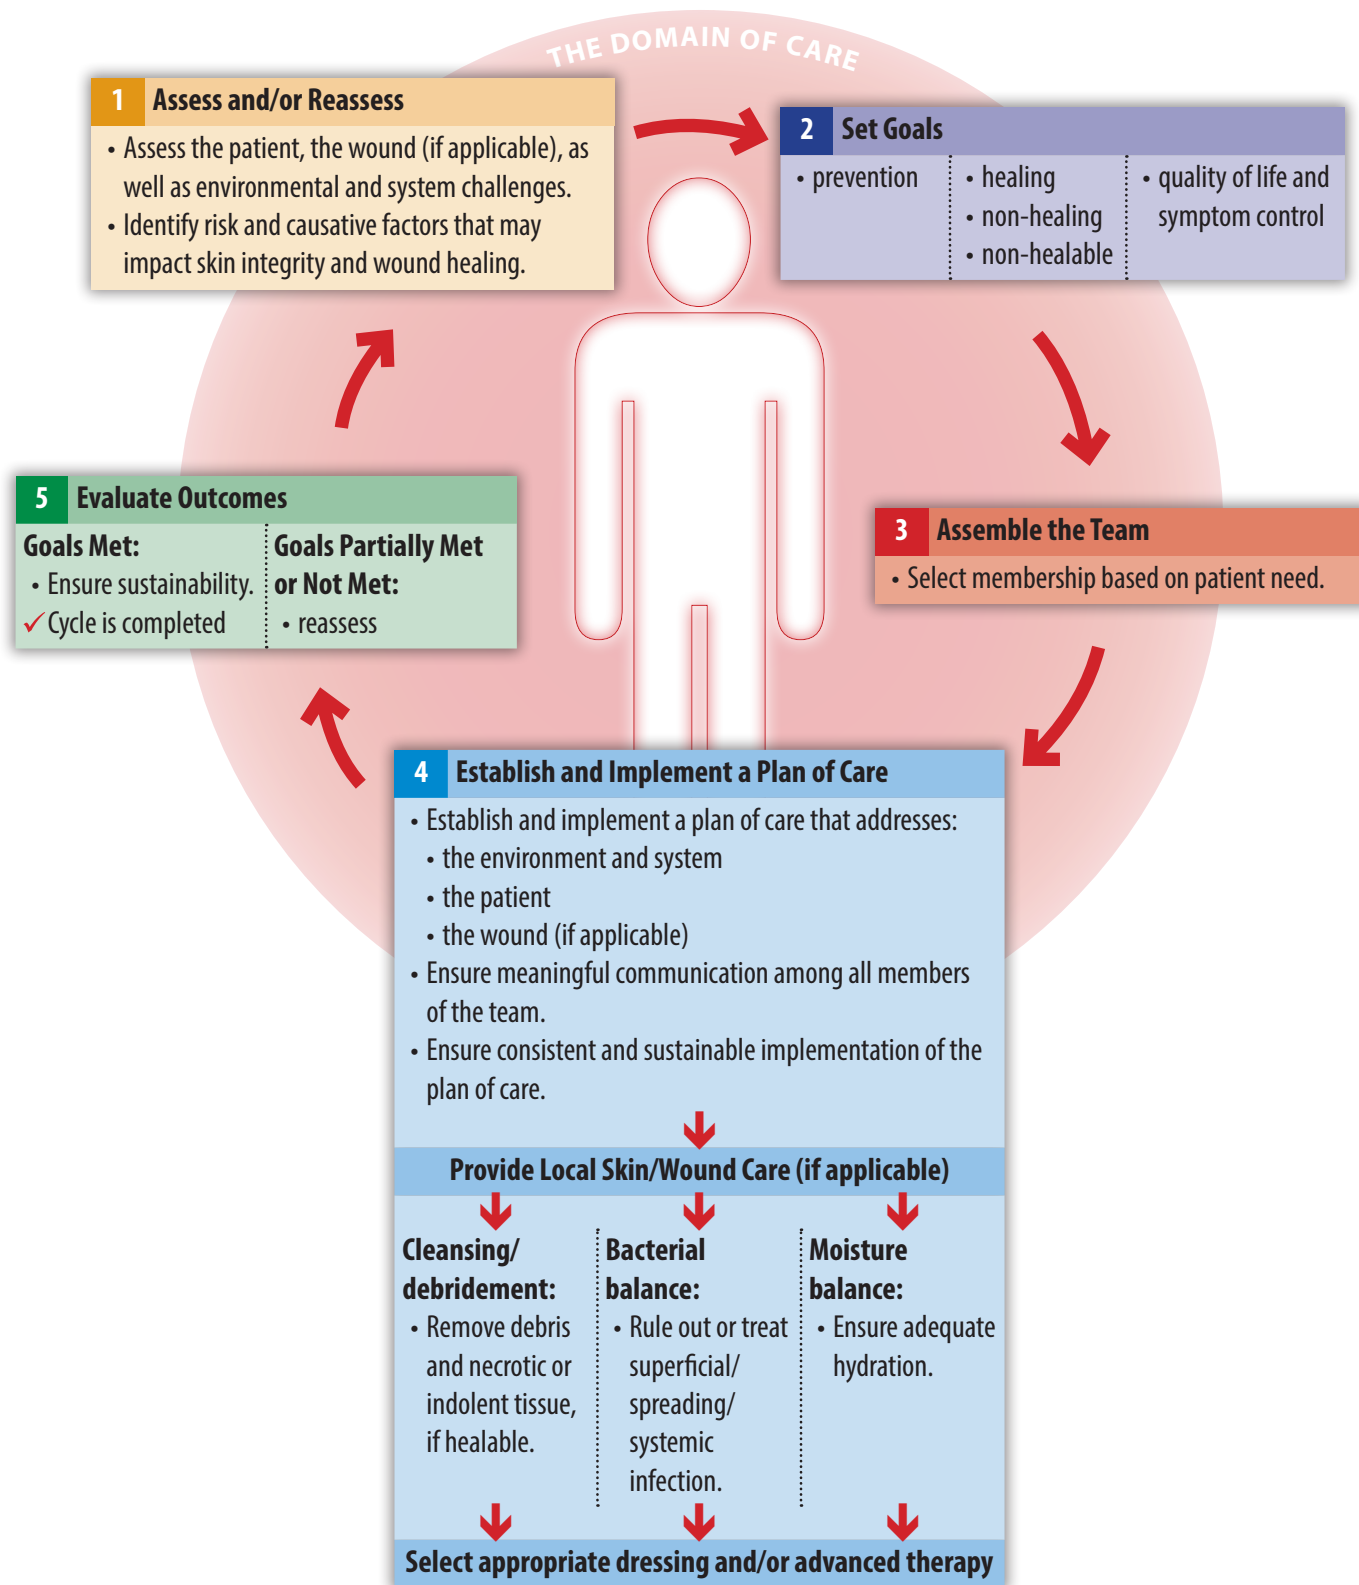 THE DOMAIN OF CARE
1 Assess and/or Reassess
• Assess the patient, the wound (if applicable), as
well as environmental and system challenges.
• Identify risk and causative factors that may
impact skin integrity and wound healing.
2 Set Goals
• prevention
• healing
• non-healing
• non-healable
• quality of life and
symptom control
3 Assemble the Team
• Select membership based on patient need.
4 Establish and Implement a Plan of Care
• Establish and implement a plan of care that addresses:
• the environment and system
• the patient
• the wound (if applicable)
• Ensure meaningful communication among all members
of the team.
• Ensure consistent and sustainable implementation of the
plan of care.
Provide Local Skin/Wound Care (if applicable)
Cleansing/
debridement:
• Remove debris
and necrotic or
indolent tissue,
if healable.
Bacterial
balance:
• Rule out or treat
superficial/
spreading/
systemic
infection.
Moisture
balance:
• Ensure adequate
hydration.
Select appropriate dressing and/or advanced therapy
5 Evaluate Outcomes
Goals Met:
• Ensure sustainability.
✓ Cycle is completed
Goals Partially Met
or Not Met:
• reassess